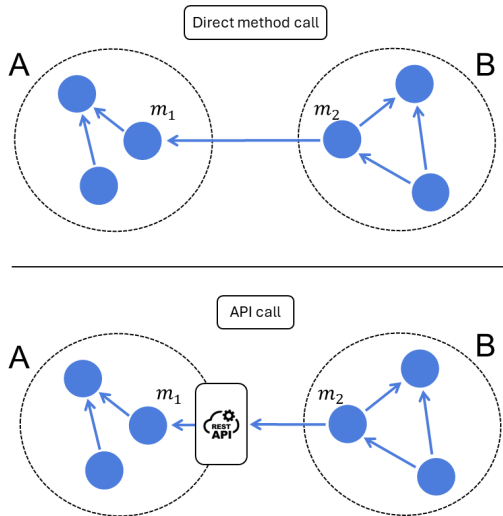 Direct method call
A
B
m₁
m₂
API call
A
B
m₁
m₂
REST
API